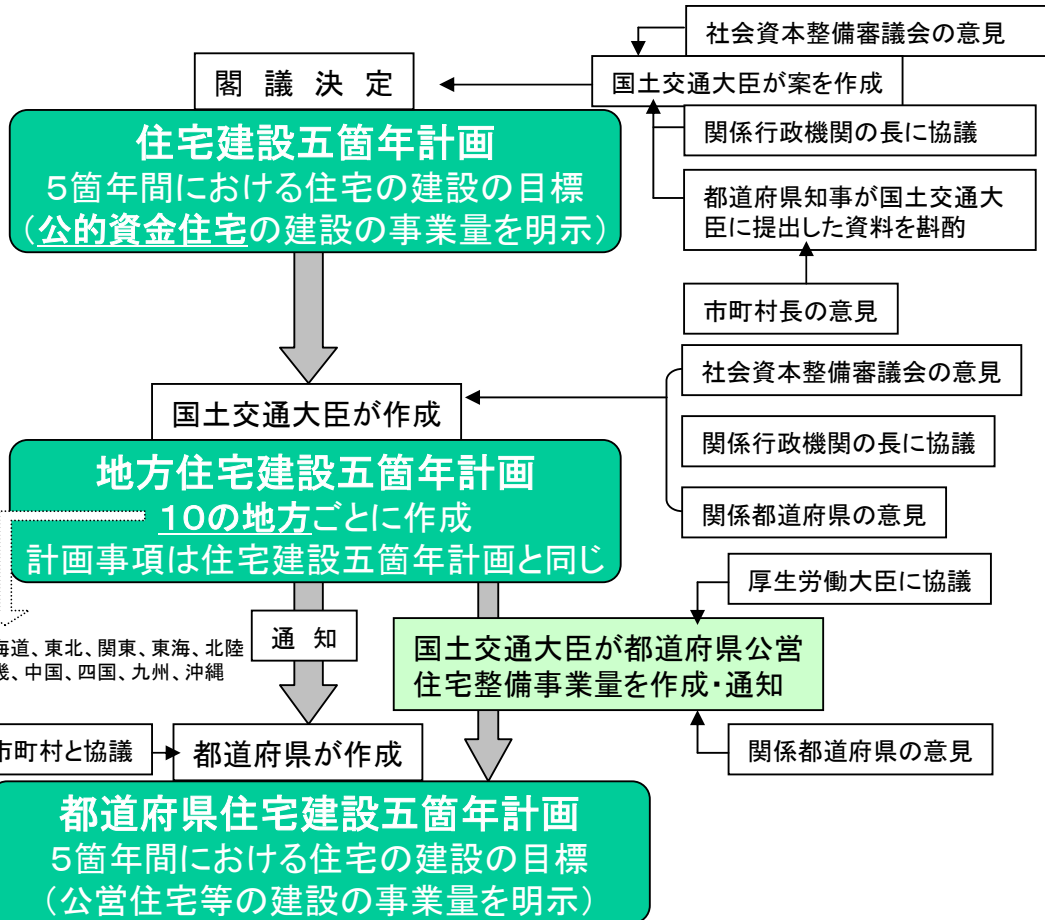 社会資本整備審議会の意見
閣 議 決 定
国土交通大臣が案を作成
関係行政機関の長に協議
住宅建設五箇年計画
5箇年間における住宅の建設の目標
(公的資金住宅の建設の事業量を明示)
都道府県知事が国土交通大
臣に提出した資料を斟酌
市町村長の意見
社会資本整備審議会の意見
国土交通大臣が作成
関係行政機関の長に協議
地方住宅建設五箇年計画
10の地方ごとに作成
計画事項は住宅建設五箇年計画と同じ
関係都道府県の意見
厚生労働大臣に協議
通 知
海道、東北、関東、東海、北陸
畿、中国、四国、九州、沖縄
国土交通大臣が都道府県公営
住宅整備事業量を作成・通知
市町村と協議
都道府県が作成
関係都道府県の意見
都道府県住宅建設五箇年計画
5箇年間における住宅の建設の目標
(公営住宅等の建設の事業量を明示)